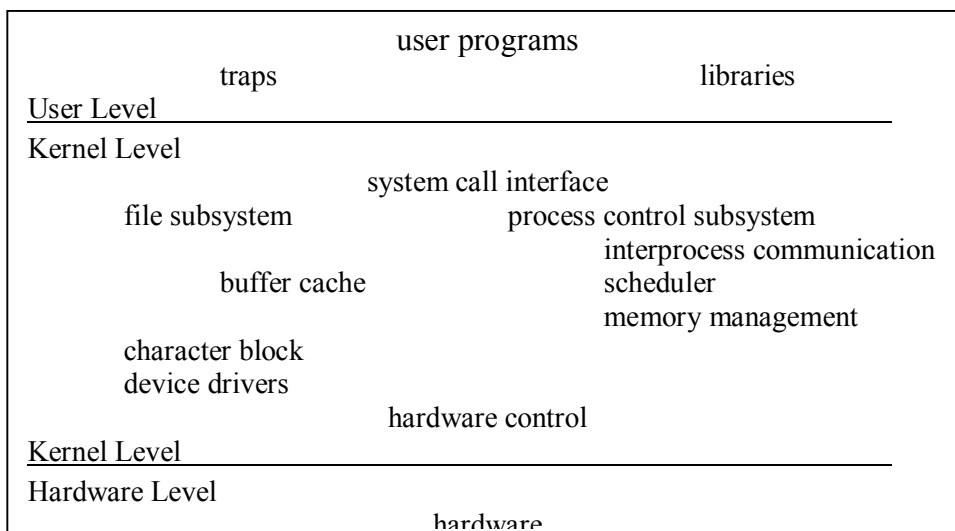 user programs
traps libraries
User Level
Kernel Level
system call interface
file subsystem process control subsystem
interprocess communication
buffer cache scheduler
memory management
character block
device drivers
hardware control
Kernel Level
Hardware Level
hardware